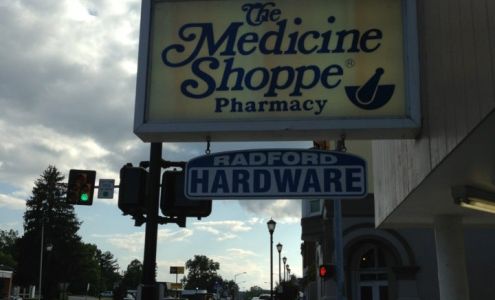 The
Medicine
Shoppe®
Pharmacy
RADFORD
HARDWARE